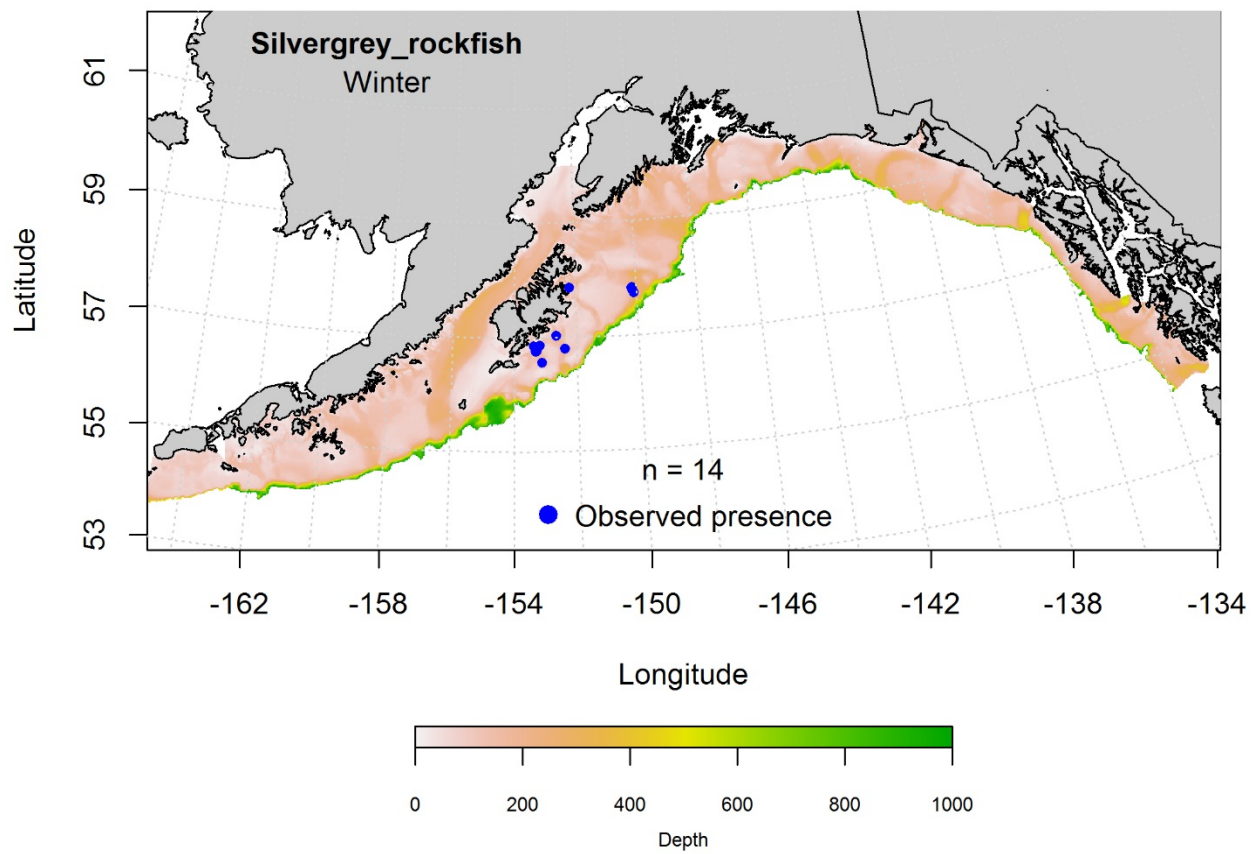 Silvergrey_rockfish
Winter
61
59
57
55
53
Latitude
n = 14
Observed presence
-162 -158 -154 -150 -146 -142 -138 -134
Longitude
0 200 400 600 800 1000
Depth